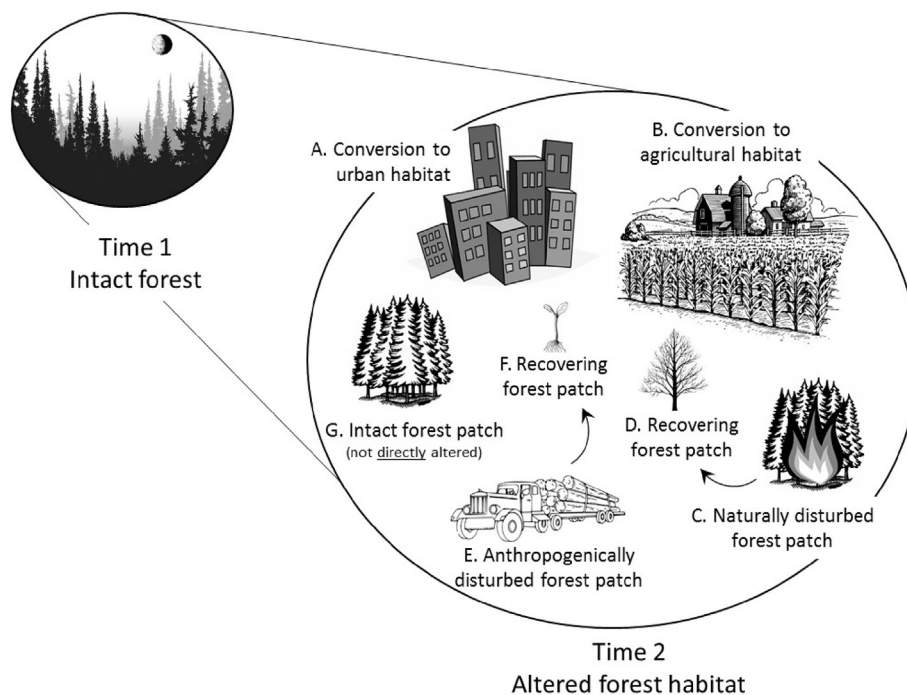 Time 1
Intact forest
A. Conversion to
urban habitat
B. Conversion to
agricultural habitat
F. Recovering
forest patch
G. Intact forest patch
(not directly altered)
D. Recovering
forest patch
C. Naturally disturbed
forest patch
E. Anthropogenically
disturbed forest patch
Time 2
Altered forest habitat